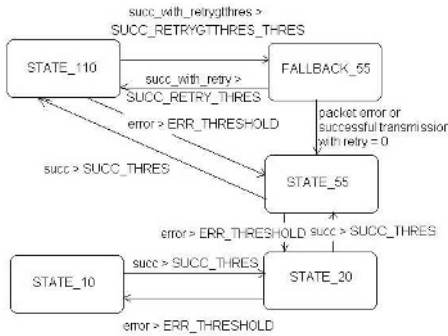 succ_with_retrygtthres >
SUCC_RETRYGTTHRES_THRES
STATE_110
FALLBACK_55
succ_with_retry >
SUCC_RETRY_THRES
error > ERR_THRESHOLD
packet error or
successful transmission
with retry = 0
succ > SUCC_THRES
STATE_55
error > ERR_THRESHOLD
succ > SUCC_THRES
STATE_10
succ > SUCC_THRES
STATE_20
error > ERR_THRESHOLD